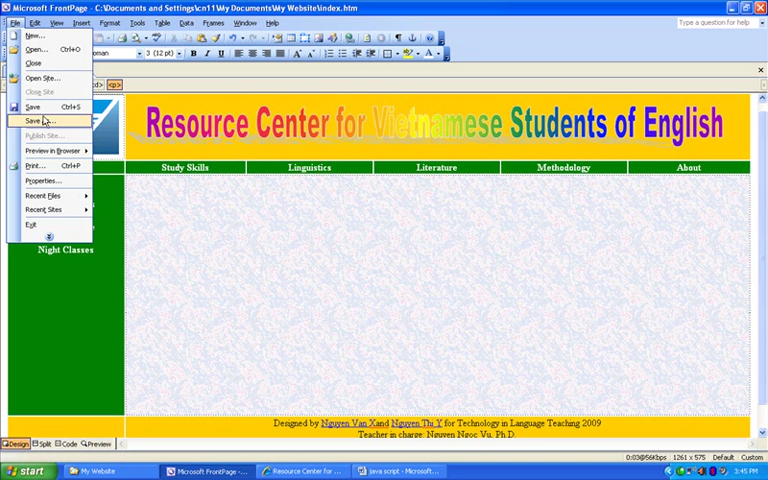 Microsoft FrontPage - C:\Documents and Settings\cn11\My Documents\My Website\index.htm
File Edit View Insert Format Tools Table Data Frames Window Help
Type a question for help
3 (12 pt)
New...
Open... Ctrl+O
Close
Open Site...
Close Site
Save Ctrl+S
Save
Publish Site...
Preview in Browser
Print... Ctrl+P
Properties...
Recent Files
Recent Sites
Exit
<p>
Resource Center for Vietnamese Students of English
Study Skills Linguistics Literature Methodology About
Night Classes
Designed by Nguyen Van Xand Nguyen Thi Y for Technology in Language Teaching 2009
Teacher in charge: Nguyen Ngoc Vu, Ph.D.
Design Split Code Preview
0:03@56Kbps 1261 x 575 Default Custom
start My Website Microsoft FrontPage -... Resource Center for ... java script - Microsoft... 3:45 PM